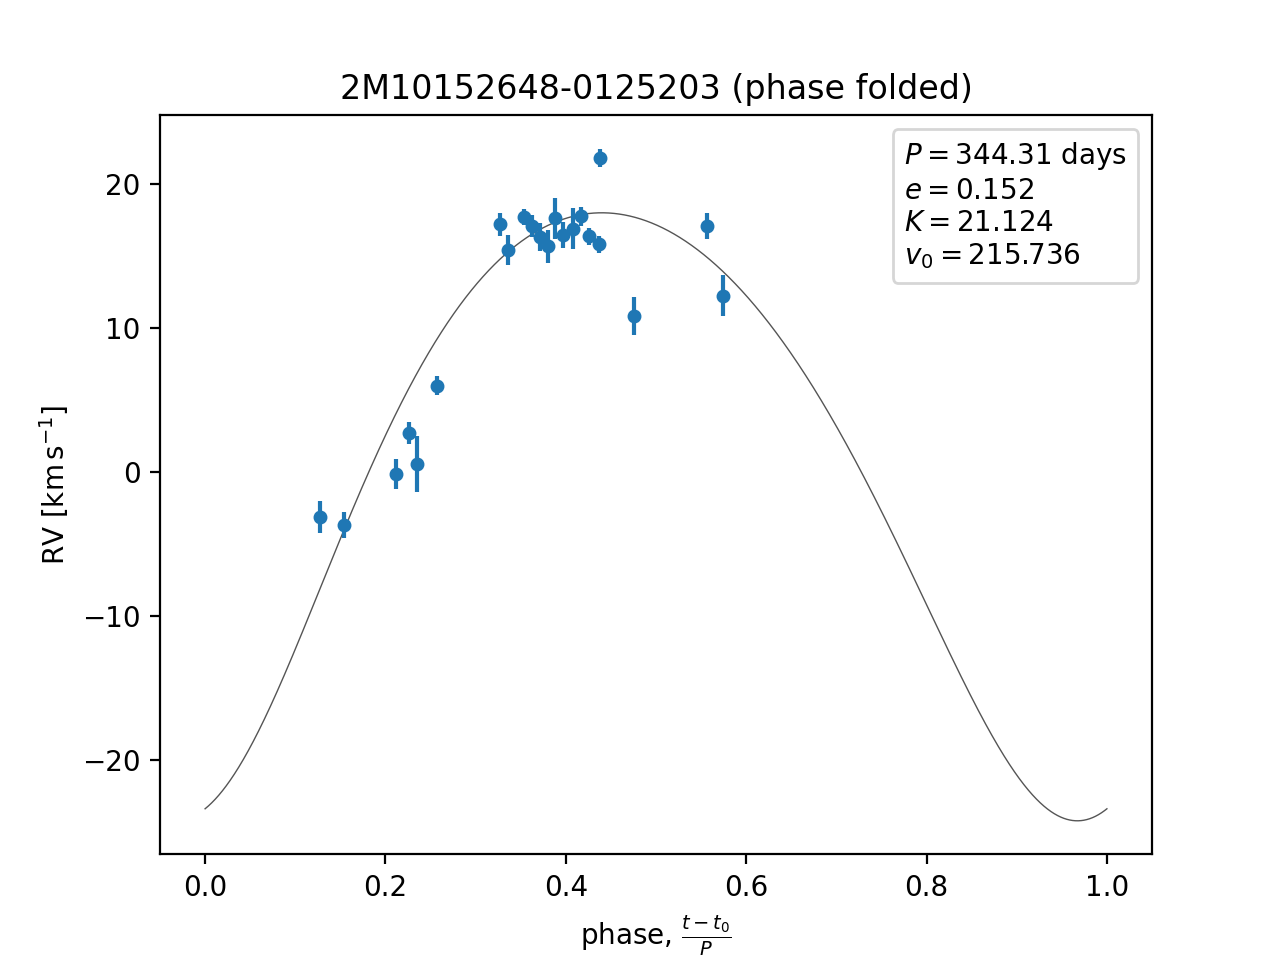 2M10152648-0125203 (phase folded)
P = 344.31 days
e = 0.152
K = 21.124
v₀ = 215.736
20
10
0
−10
−20
RV [km s⁻¹]
0.0 0.2 0.4 0.6 0.8 1.0
phase, (t − t₀)/P